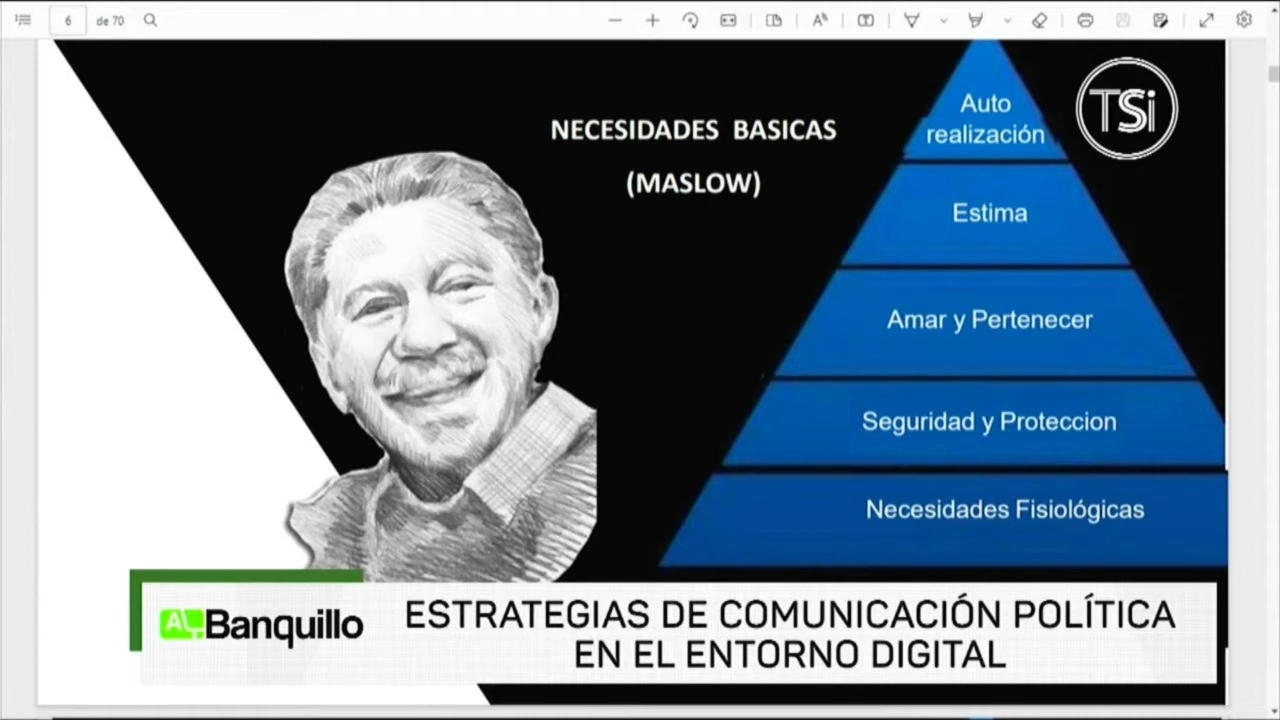 6 de 70
NECESIDADES BASICAS
(MASLOW)
Auto
realización
Estima
Amar y Pertenecer
Seguridad y Proteccion
Necesidades Fisiológicas
TSi
AL Banquillo
ESTRATEGIAS DE COMUNICACIÓN POLÍTICA
EN EL ENTORNO DIGITAL